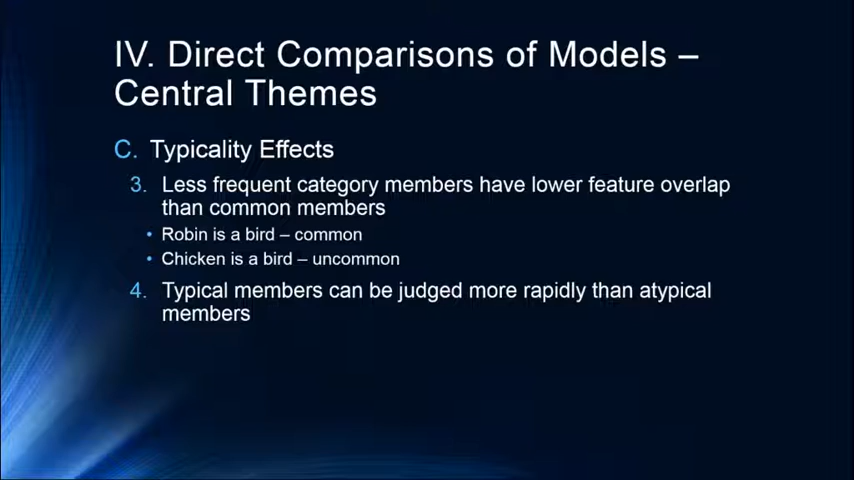 IV. Direct Comparisons of Models –
Central Themes
C. Typicality Effects
3. Less frequent category members have lower feature overlap
than common members
• Robin is a bird – common
• Chicken is a bird – uncommon
4. Typical members can be judged more rapidly than atypical
members